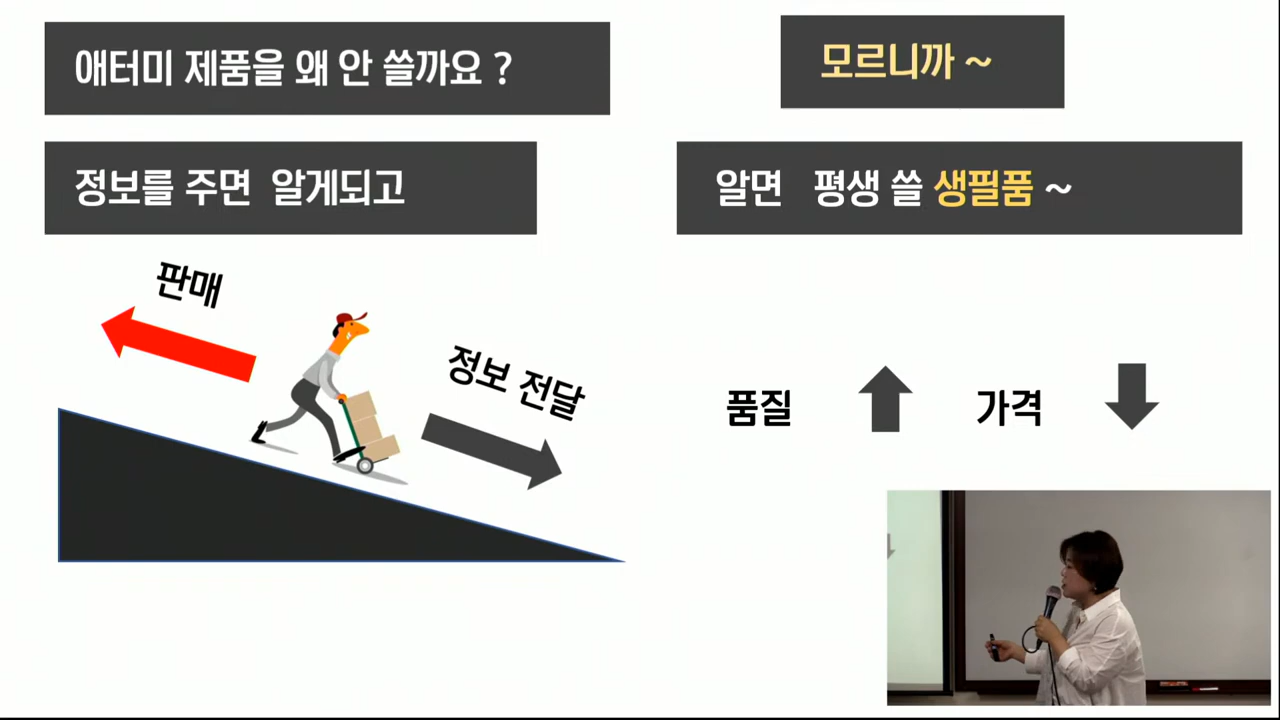 애터미 제품을 왜 안 쓸까요 ?
모르니까 ~
정보를 주면 알게되고
알면 평생 쓸 생필품 ~
판매
정보 전달
품질
가격